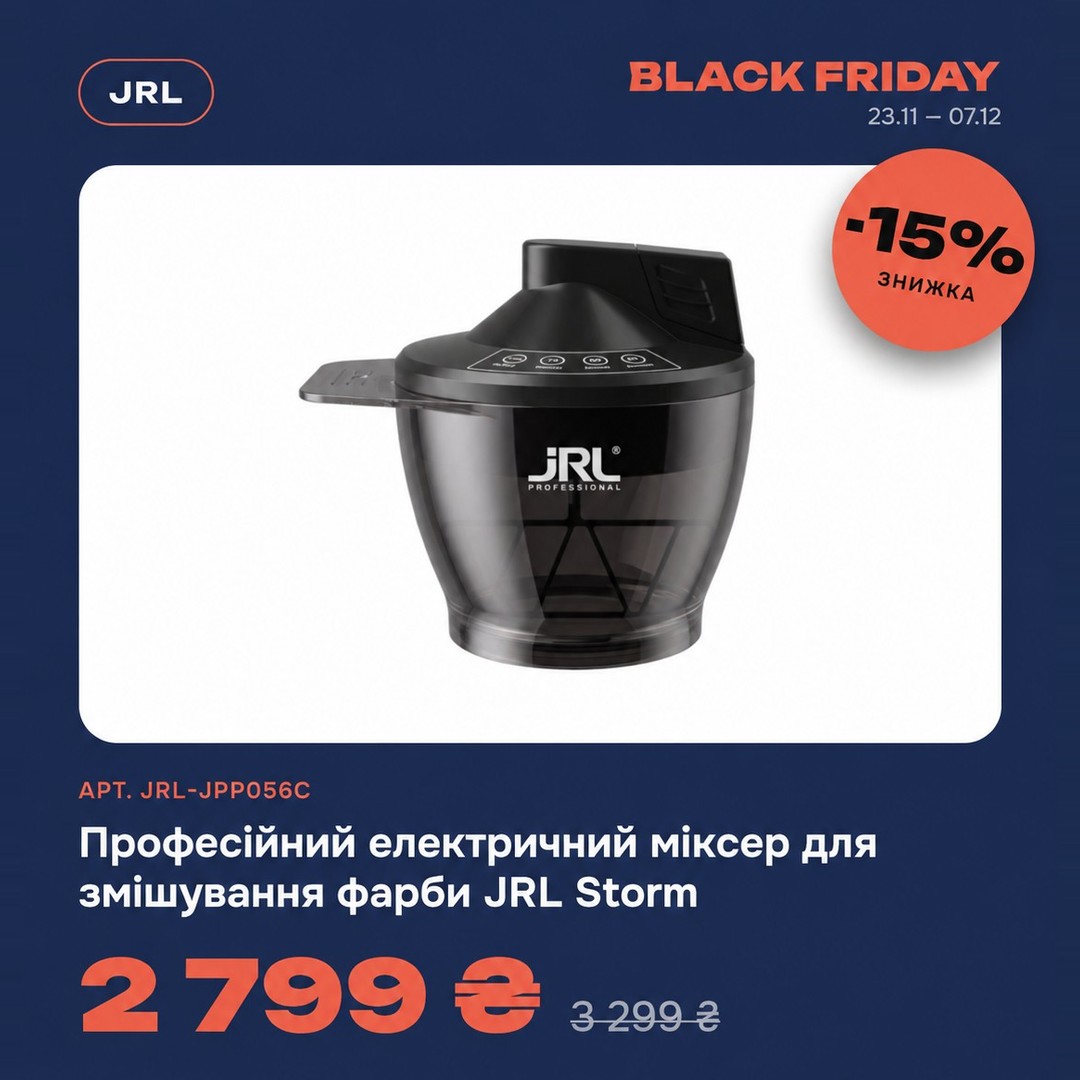 JRL
BLACK FRIDAY
23.11 – 07.12
-15%
ЗНИЖКА
JRL®
PROFESSIONAL
АРТ. JRL-JPP056C
Професійний електричний міксер для
змішування фарби JRL Storm
2 799 ₴
3 299 ₴